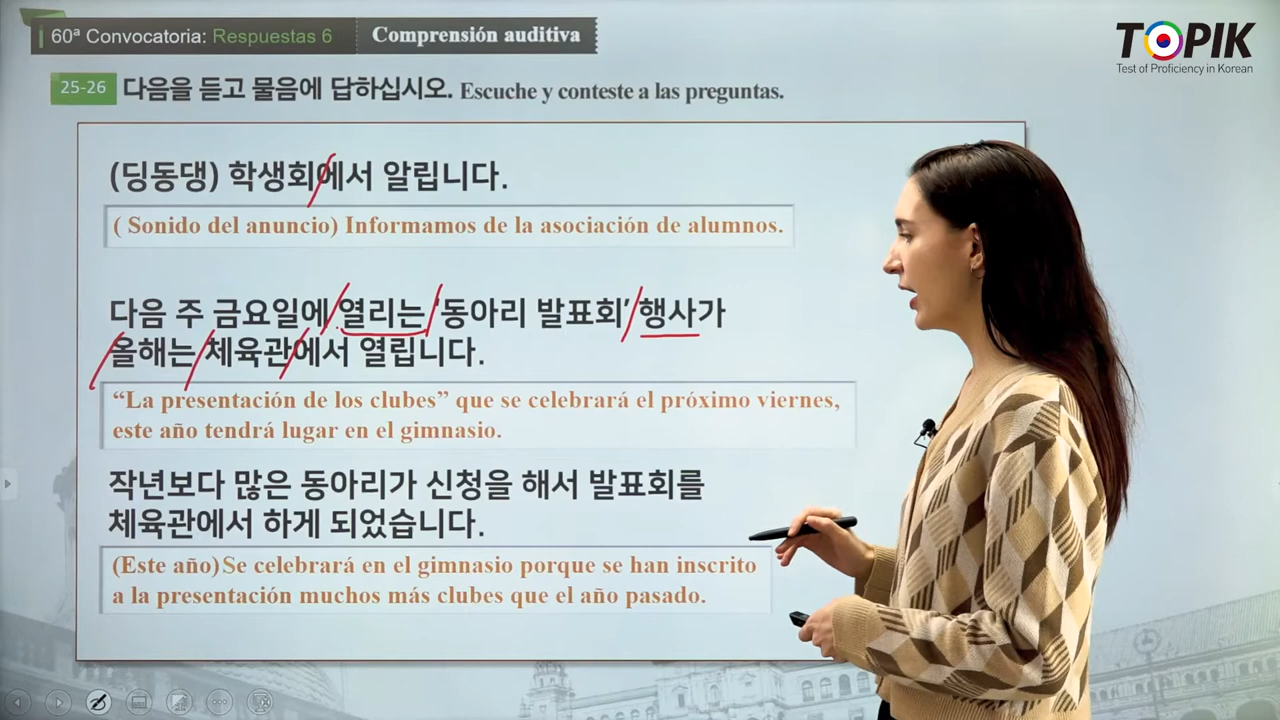 60ª Convocatoria: Respuestas 6
Comprensión auditiva
TOPIK
Test of Proficiency in Korean
25-26 다음을 듣고 물음에 답하십시오. Escuche y conteste a las preguntas.
(딩동댕) 학생회에서 알립니다.
( Sonido del anuncio) Informamos de la asociación de alumnos.
다음 주 금요일에 열리는 '동아리 발표회' 행사가
올해는 체육관에서 열립니다.
“La presentación de los clubes” que se celebrará el próximo viernes,
este año tendrá lugar en el gimnasio.
작년보다 많은 동아리가 신청을 해서 발표회를
체육관에서 하게 되었습니다.
(Este año) Se celebrará en el gimnasio porque se han inscrito
a la presentación muchos más clubes que el año pasado.